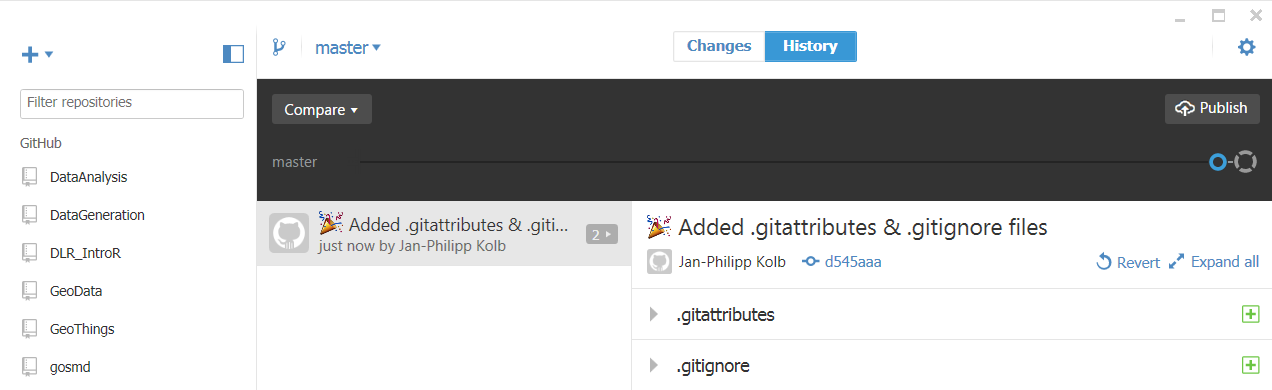 master
Changes
History
Filter repositories
Compare
Publish
GitHub
master
DataAnalysis
DataGeneration
DLR_IntroR
GeoData
GeoThings
gosmd
Added .gitattributes & .giti...
just now by Jan-Philipp Kolb
2
Added .gitattributes & .gitignore files
Jan-Philipp Kolb
d545aaa
Revert
Expand all
.gitattributes
.gitignore